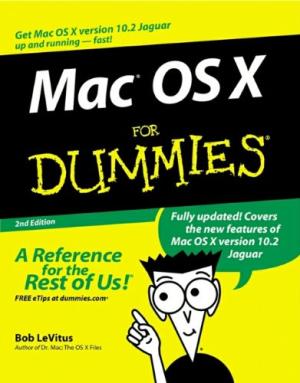 Get Mac OS X version 10.2 Jaguar
up and running — fast!
Mac® OS X
FOR
DUMMIES®
2nd Edition
Fully updated! Covers
the new features of
Mac OS X version 10.2
Jaguar
A Reference
for the
Rest of Us!®
FREE eTips at dummies.com®
Bob LeVitus
Author of Dr. Mac: The OS X Files